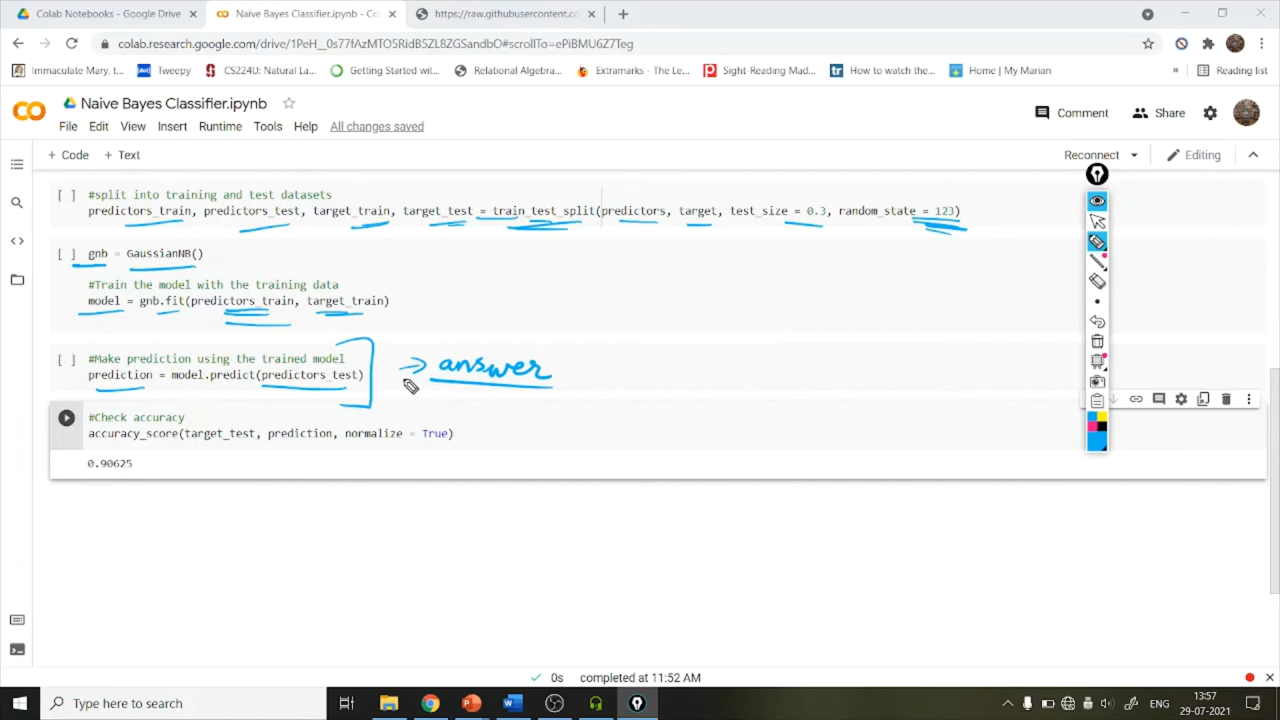 Colab Notebooks - Google Drive
Naive Bayes Classifier.ipynb - Co
https://raw.githubusercontent.co
colab.research.google.com/drive/1PeH__0s77fAzMTO5RidB5ZL8ZGSandbO#scrollTo=ePiBMU6Z7Teg
Immaculate Mary, t...
Tweepy
CS224U: Natural La...
Getting Started wit...
Relational Algebra...
Extramarks - The Le...
Sight-Reading Mad...
How to watch the...
Home | My Marian
»
Reading list
Naive Bayes Classifier.ipynb
Comment
Share
File Edit View Insert Runtime Tools Help All changes saved
+ Code + Text
Reconnect
Editing
[ ] #split into training and test datasets
predictors_train, predictors_test, target_train, target_test = train_test_split(predictors, target, test_size = 0.3, random_state = 123)
[ ] gnb = GaussianNB()
#Train the model with the training data
model = gnb.fit(predictors_train, target_train)
[ ] #Make prediction using the trained model
prediction = model.predict(predictors_test)
→ answer
#Check accuracy
accuracy_score(target_test, prediction, normalize = True)
0.90625
0s completed at 11:52 AM
Type here to search
ENG
13:57
29-07-2021